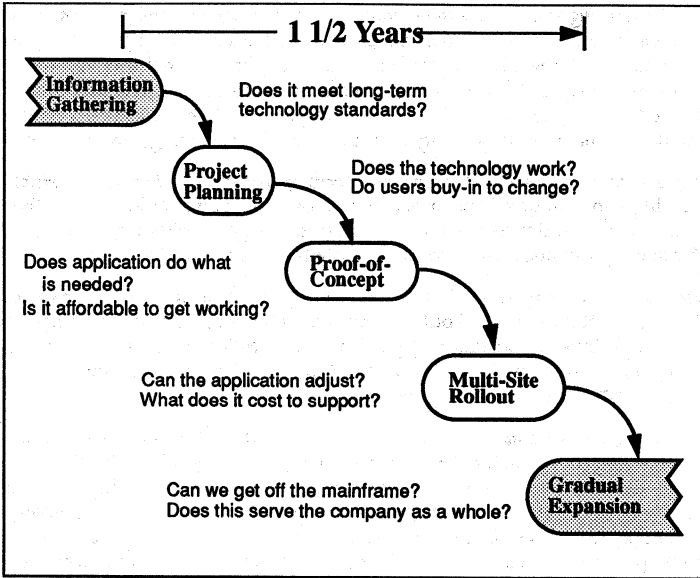 1 1/2 Years
Information
Gathering
Does it meet long-term
technology standards?
Project
Planning
Does the technology work?
Do users buy-in to change?
Proof-of-
Concept
Does application do what
is needed?
Is it affordable to get working?
Can the application adjust?
What does it cost to support?
Multi-Site
Rollout
Can we get off the mainframe?
Does this serve the company as a whole?
Gradual
Expansion